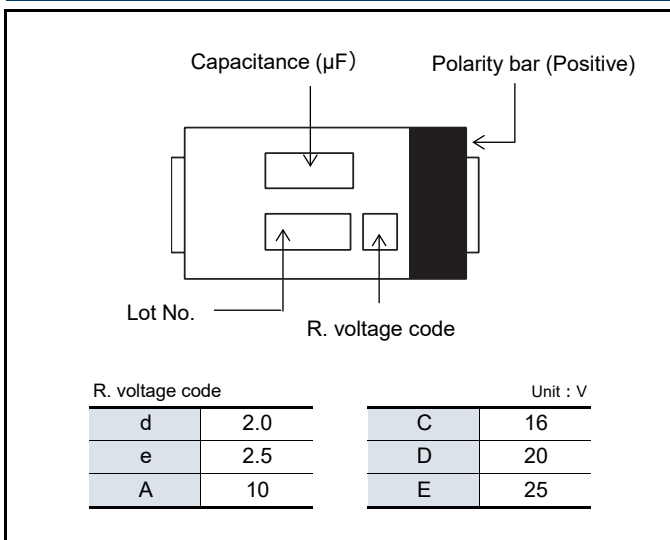 Capacitance (µF)
Polarity bar (Positive)
Lot No.
R. voltage code
R. voltage code
Unit : V
d 2.0 C 16
e 2.5 D 20
A 10 E 25